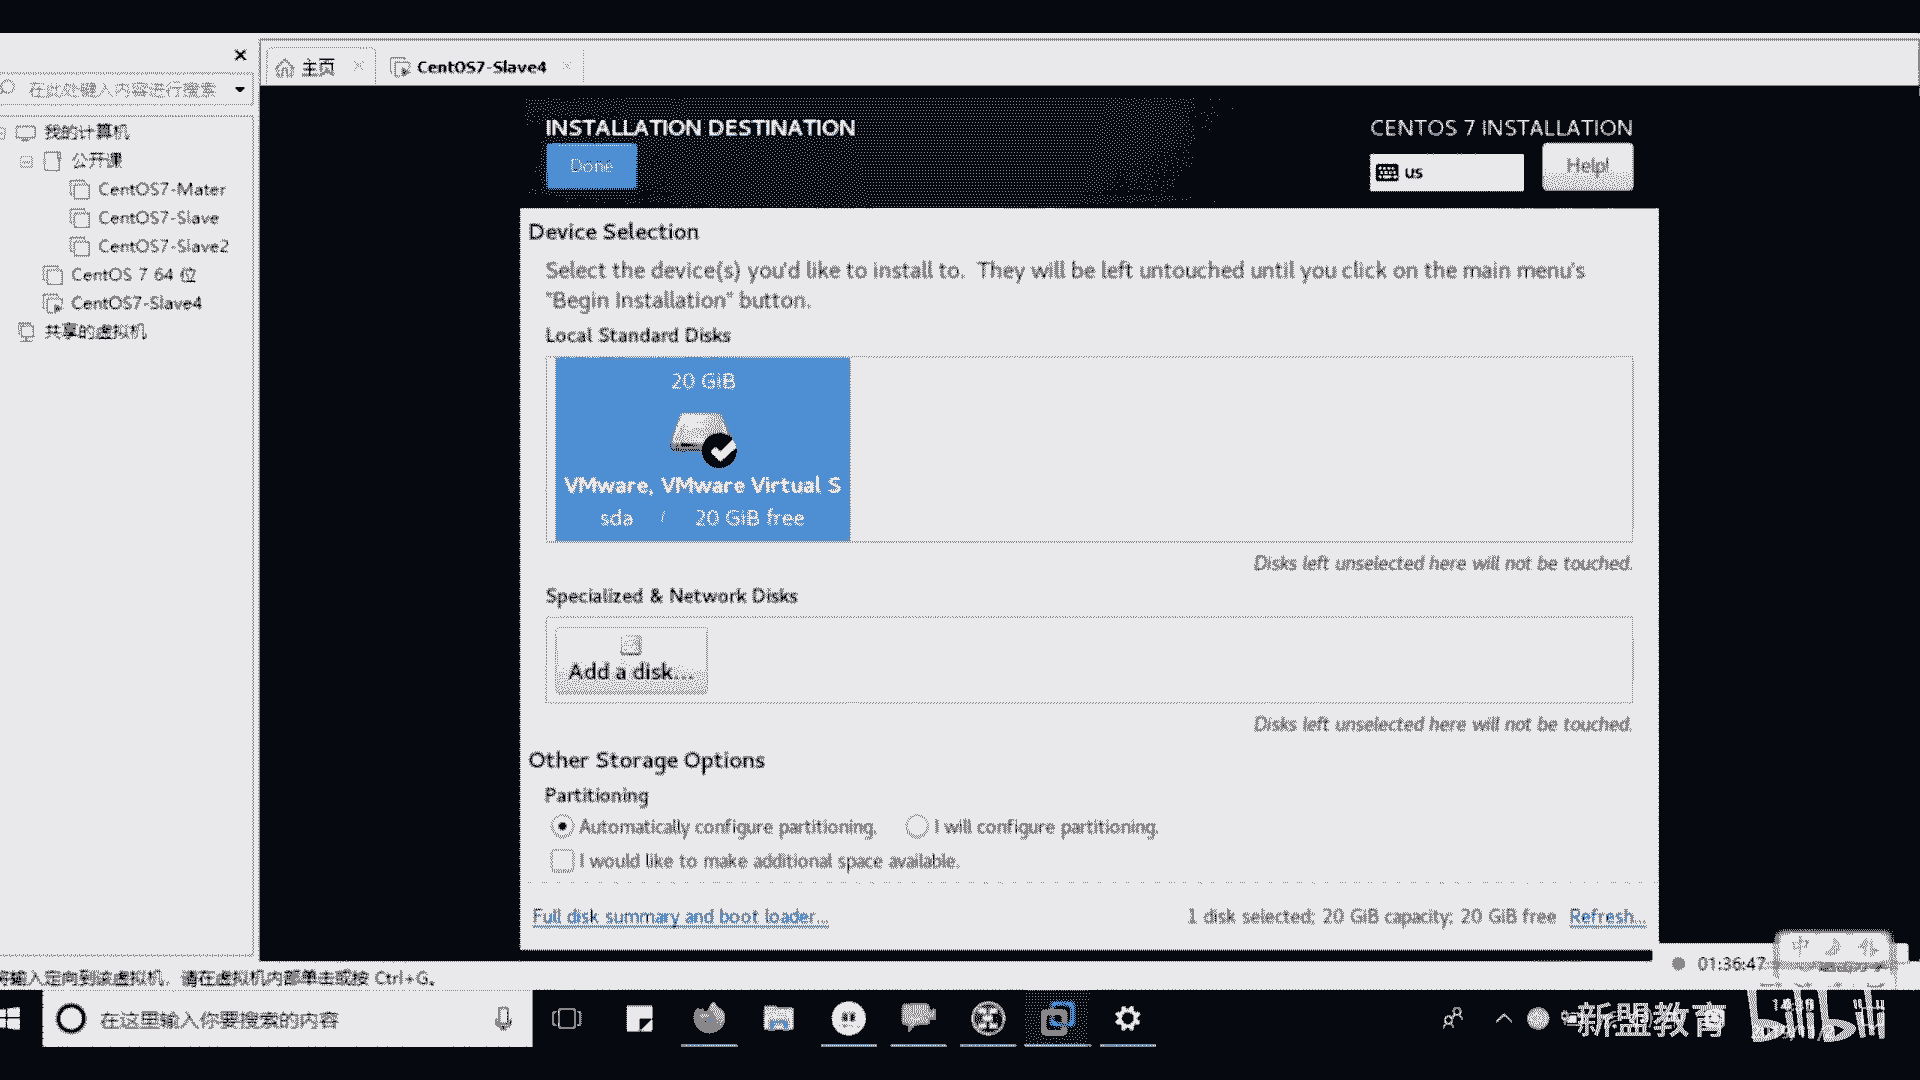 主页
CentOS7-Slave4
在此处键入内容进行搜索
我的计算机
公开课
CentOS7-Mater
CentOS7-Slave
CentOS7-Slave2
CentOS 7 64 位
CentOS7-Slave4
共享的虚拟机
INSTALLATION DESTINATION
Done
CENTOS 7 INSTALLATION
us
Help!
Device Selection
Select the device(s) you'd like to install to. They will be left untouched until you click on the main menu's
"Begin Installation" button.
Local Standard Disks
20 GiB
VMware, VMware Virtual S
sda / 20 GiB free
Disks left unselected here will not be touched.
Specialized & Network Disks
Add a disk...
Disks left unselected here will not be touched.
Other Storage Options
Partitioning
Automatically configure partitioning.
I will configure partitioning.
I would like to make additional space available.
Full disk summary and boot loader...
1 disk selected; 20 GiB capacity; 20 GiB free
Refresh...
将输入定向到该虚拟机，请在虚拟机内部单击或按 Ctrl+G。
01:36:47
中
在这里输入你要搜索的内容
新盟教育
bilibili